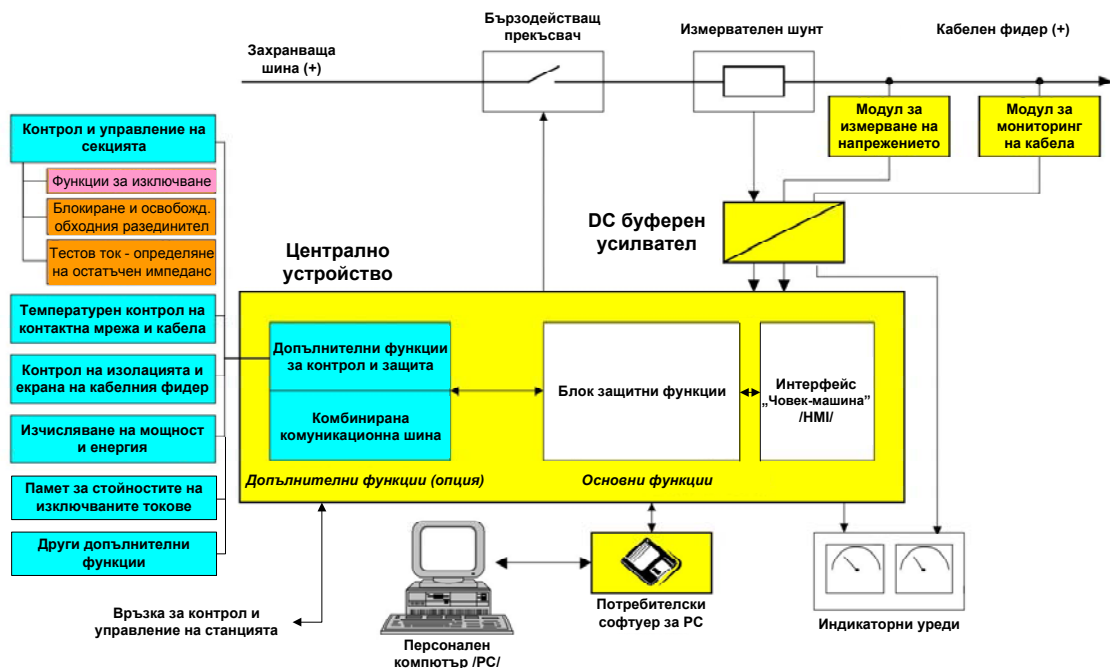 Бързодействащ
прекъсвач
Измервателен шунт
Кабелен фидер (+)
Захранваща
шина (+)
Модул за
измерване на
напрежението
Модул за
мониторинг
на кабела
Контрол и управление на
секцията
Функции за изключване
Блокиране и освобожд.
обходния разединител
Тестов ток - определяне
на остатъчен импеданс
DC буферен
усилвател
Централно
устройство
Температурен контрол на
контактна мрежа и кабела
Контрол на изолацията и
екрана на кабелния фидер
Изчисляване на мощност
и енергия
Памет за стойностите на
изключваните токове
Други допълнителни
функции
Допълнителни функции
за контрол и защита
Комбинирана
комуникационна шина
Блок защитни функции
Интерфейс
„Човек-машина”
/HMI/
Допълнителни функции (опция)
Основни функции
Връзка за контрол и
управление на станцията
Персонален
компютър /PC/
Потребителски
софтуер за PC
Индикаторни уреди